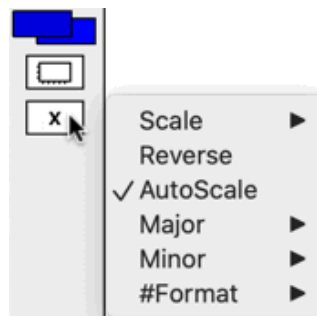 x
Scale
Reverse
✓ AutoScale
Major
Minor
#Format